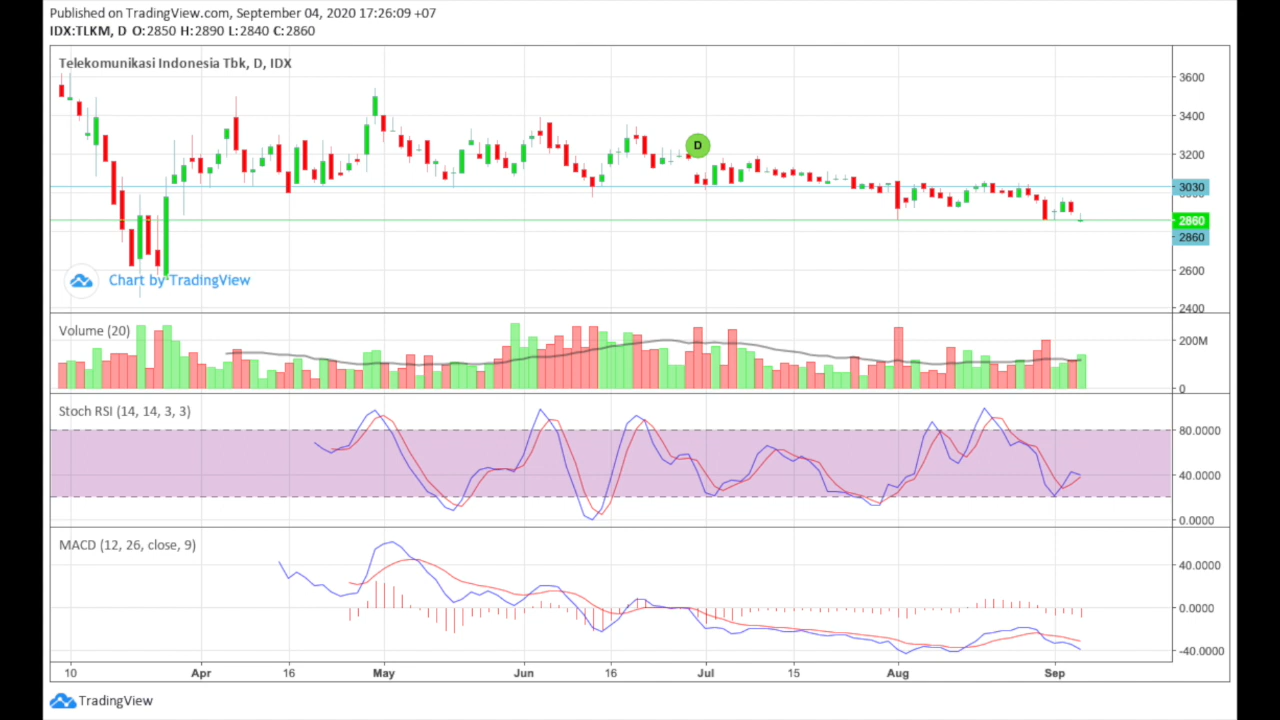 Published on TradingView.com, September 04, 2020 17:26:09 +07
IDX:TLKM, D O:2850 H:2890 L:2840 C:2860
Telekomunikasi Indonesia Tbk, D, IDX
3600
3400
D
3200
3030
3000
2860
2860
2600
2400
Chart by TradingView
Volume (20)
200M
0
Stoch RSI (14, 14, 3, 3)
80.0000
40.0000
0.0000
MACD (12, 26, close, 9)
40.0000
0.0000
-40.0000
10 Apr 16 May Jun 16 Jul 15 Aug Sep
TradingView